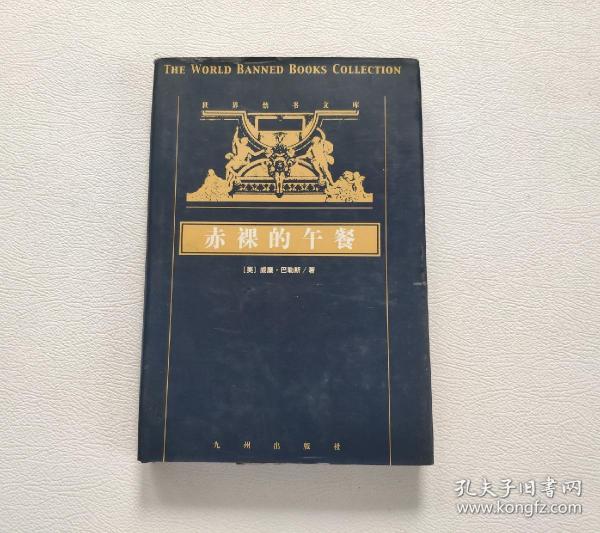 THE WORLD BANNED BOOKS COLLECTION
世界禁书文库
赤裸的午餐
[美] 威廉·巴勒斯/著
九州出版社
孔夫子旧书网
www.kongfz.com